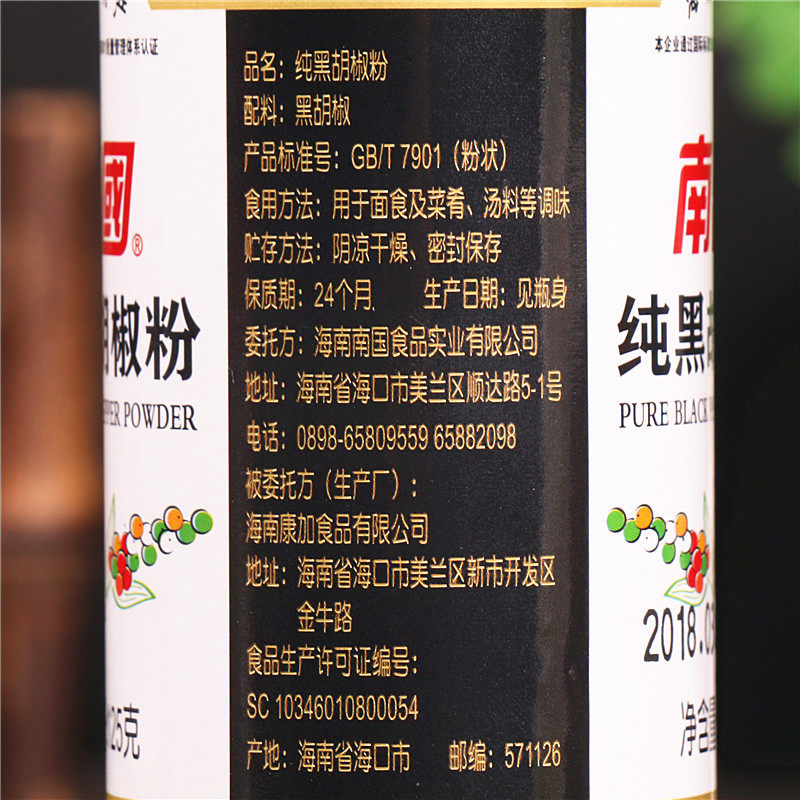 质量管理体系认证
本企业通过国际标
國®
南
胡椒粉
纯黑胡
PEPPER POWDER
PURE BLACK
2018.0
25克
净含量
品名：纯黑胡椒粉
配料：黑胡椒
产品标准号：GB/T 7901（粉状）
食用方法：用于面食及菜肴、汤料等调味
贮存方法：阴凉干燥、密封保存
保质期：24个月 生产日期：见瓶身
委托方：海南南国食品实业有限公司
地址：海南省海口市美兰区顺达路5-1号
电话：0898-65809559 65882098
被委托方（生产厂）：
海南康加食品有限公司
地址：海南省海口市美兰区新市开发区
金牛路
食品生产许可证编号：
SC 10346010800054
产地：海南省海口市 邮编：571126